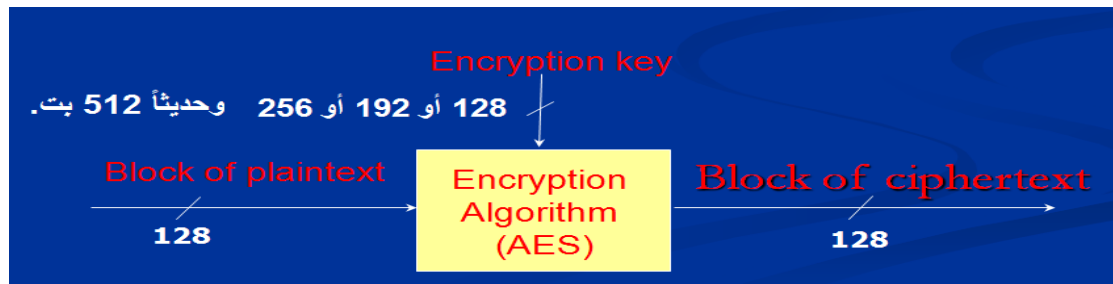 Encryption key
128 أو 192 أو 256 وحديثاً 512 بت.
Block of plaintext
128
Encryption
Algorithm
(AES)
Block of ciphertext
128